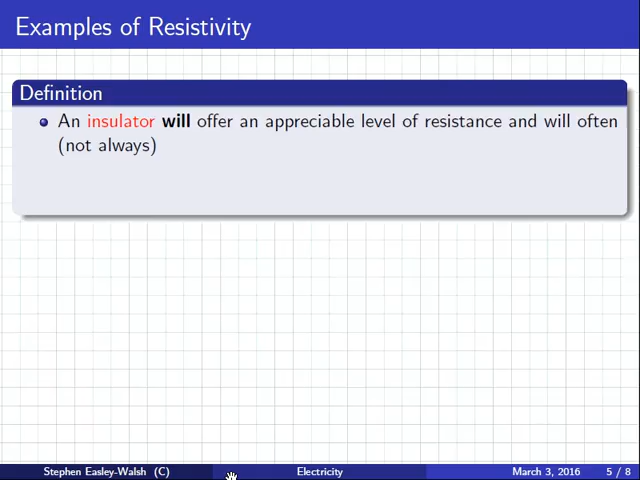 Examples of Resistivity
Definition
An insulator will offer an appreciable level of resistance and will often
(not always)
Stephen Easley-Walsh (C)
Electricity
March 3, 2016
5 / 8